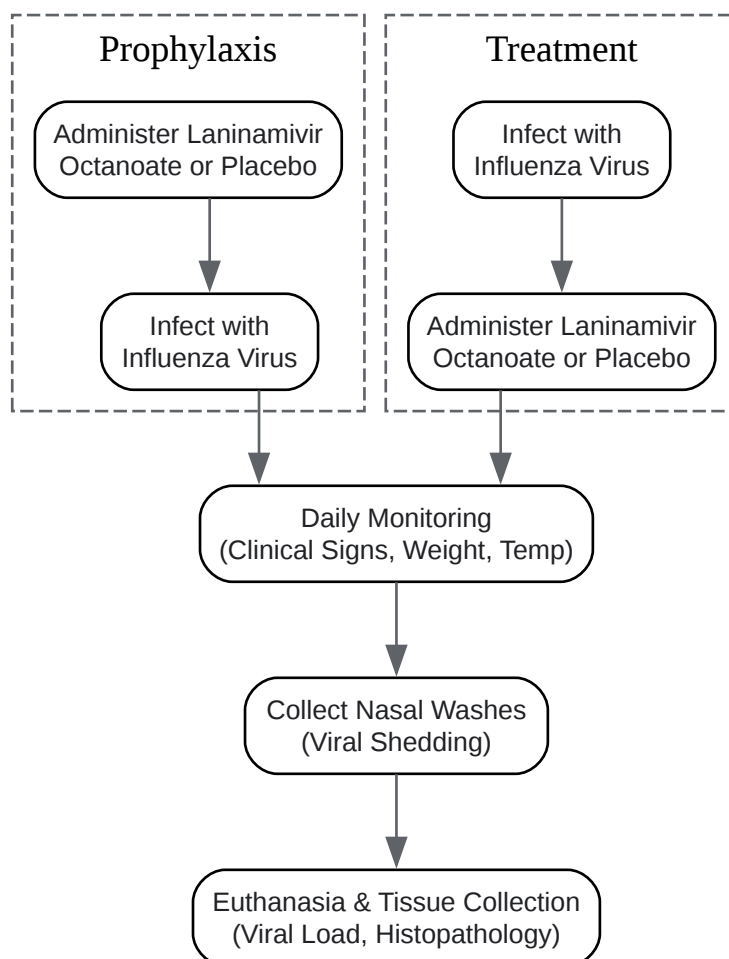 Prophylaxis
Administer Laninamivir
Octanoate or Placebo
Infect with
Influenza Virus
Treatment
Infect with
Influenza Virus
Administer Laninamivir
Octanoate or Placebo
Daily Monitoring
(Clinical Signs, Weight, Temp)
Collect Nasal Washes
(Viral Shedding)
Euthanasia & Tissue Collection
(Viral Load, Histopathology)